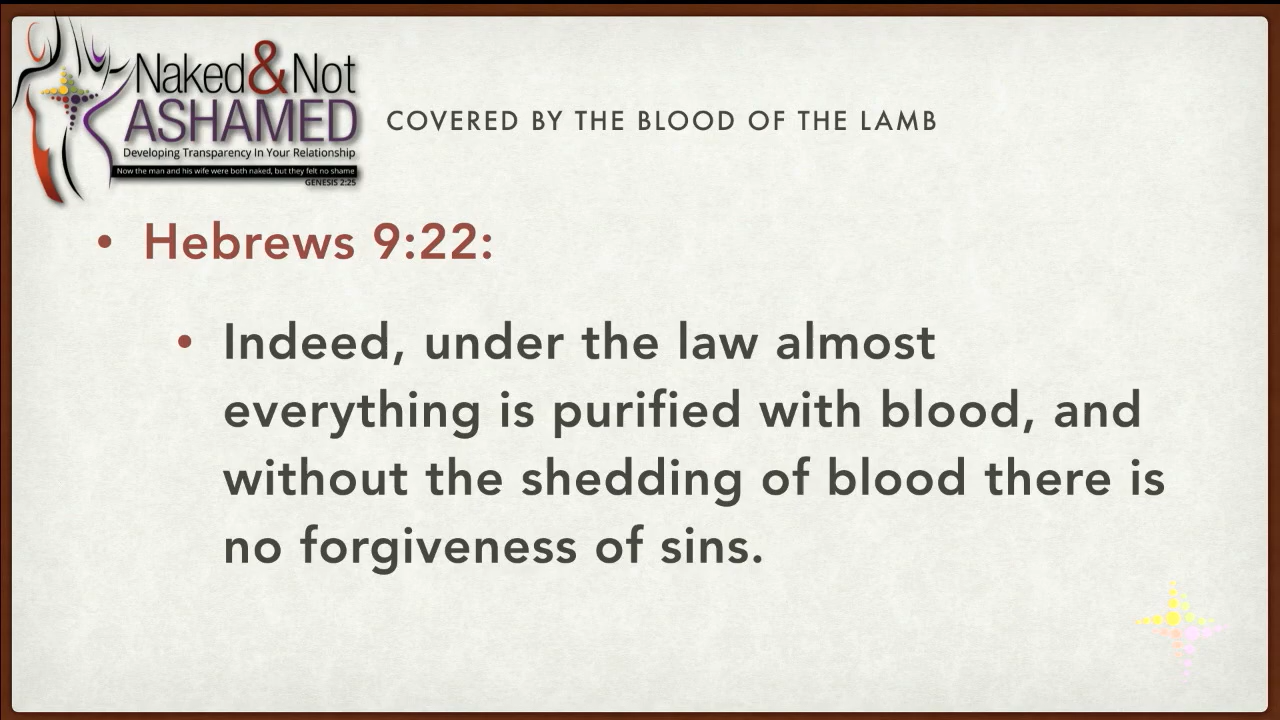 Naked & Not
ASHAMED
Developing Transparency In Your Relationship
Now the man and his wife were both naked, but they felt no shame
GENESIS 2:25
COVERED BY THE BLOOD OF THE LAMB
• Hebrews 9:22:
• Indeed, under the law almost
everything is purified with blood, and
without the shedding of blood there is
no forgiveness of sins.